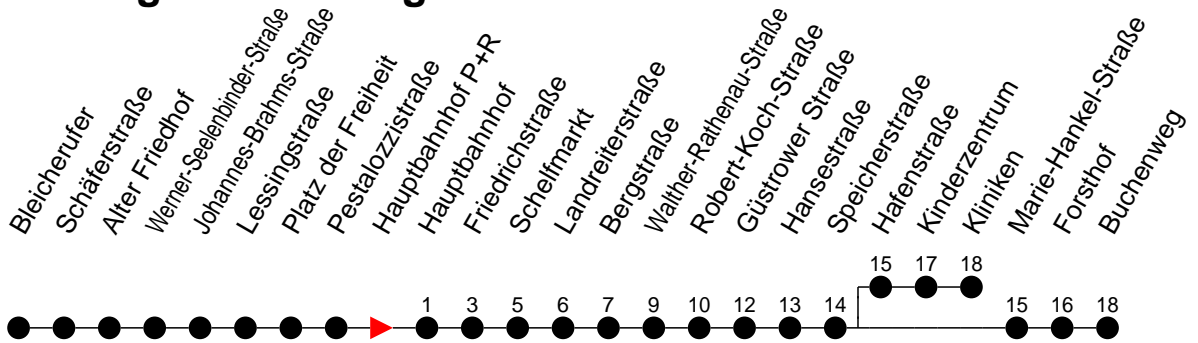 Bleicherufer
Schäferstraße
Alter Friedhof
Werner-Seelenbinder-Straße
Johannes-Brahms-Straße
Lessingstraße
Platz der Freiheit
Pestalozzistraße
Hauptbahnhof P+R
Hauptbahnhof
Friedrichstraße
Schelfmarkt
Landreiterstraße
Bergstraße
Walther-Rathenau-Straße
Robert-Koch-Straße
Güstrower Straße
Hansestraße
Speicherstraße
Hafenstraße
Kinderzentrum
Kliniken
Marie-Hankel-Straße
Forsthof
Buchenweg
15 17 18
1 3 5 6 7 9 10 12 13 14 15 16 18